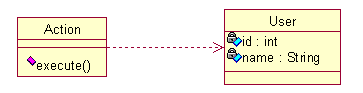 Action
execute()
User
id : int
name : String